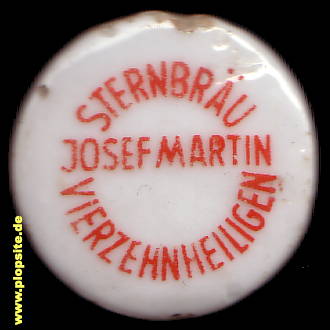 STERNBRÄU
JOSEF MARTIN
VIERZEHNHEILIGEN
www.plopsite.de